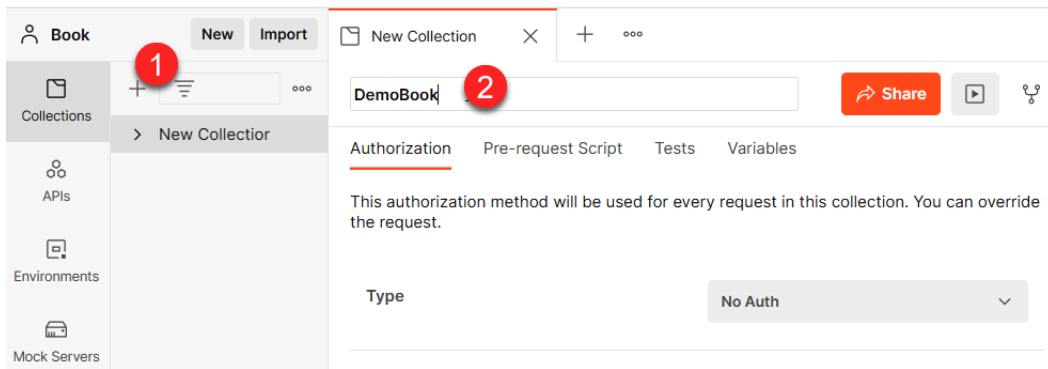 Book New Import
New Collection
1
2
DemoBook
Share
Collections
New Collection
Authorization Pre-request Script Tests Variables
APIs
This authorization method will be used for every request in this collection. You can override
the request.
Environments
Type No Auth
Mock Servers